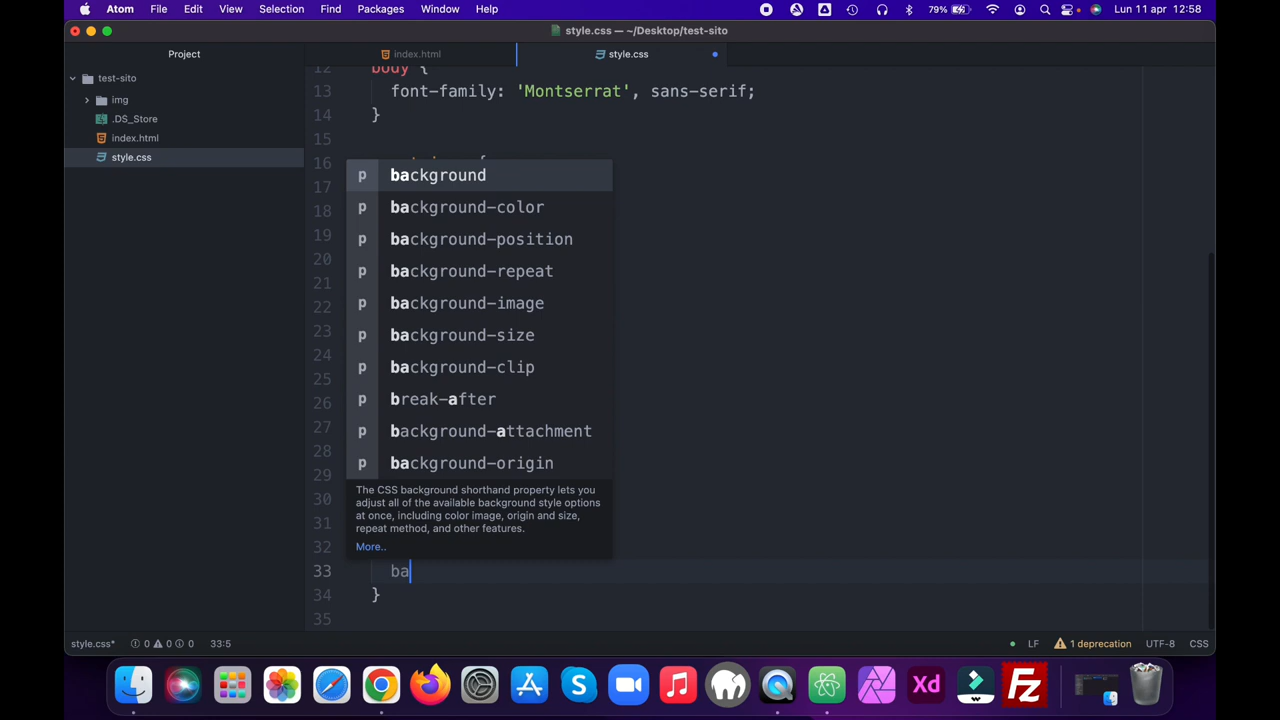 Atom File Edit View Selection Find Packages Window Help 79% Lun 11 apr 12:58
style.css — ~/Desktop/test-sito
Project index.html style.css
test-sito
img
.DS_Store
index.html
style.css
12 body {
13 font-family: 'Montserrat', sans-serif;
14 }
15
16
17
18
19
20
21
22
23
24
25
26
27
28
29
30
31
32
33 ba
34 }
35
p background
p background-color
p background-position
p background-repeat
p background-image
p background-size
p background-clip
p break-after
p background-attachment
p background-origin
The CSS background shorthand property lets you
adjust all of the available background style options
at once, including color image, origin and size,
repeat method, and other features.
More..
style.css* 0 0 0 33:5 LF 1 deprecation UTF-8 CSS
Xd
Fz